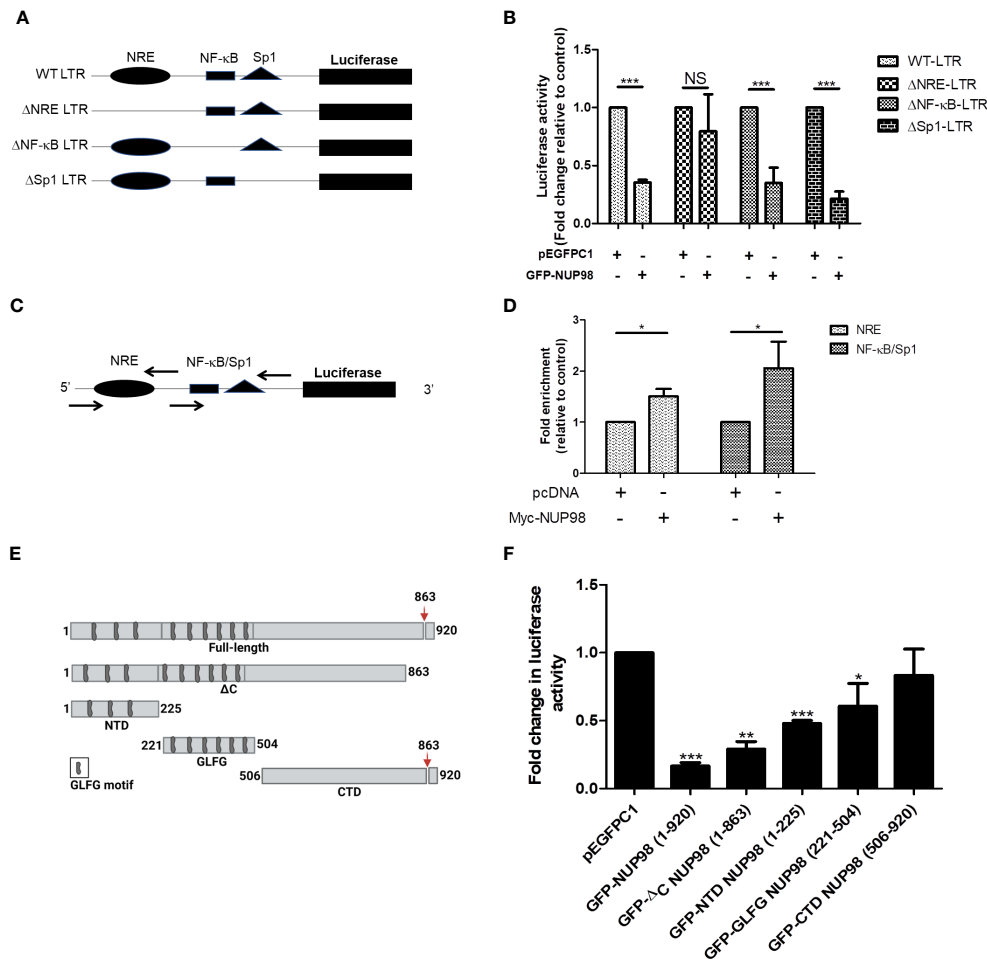 A
NRE NF-κB Sp1 Luciferase
WT LTR
ΔNRE LTR
ΔNF-κB LTR
ΔSp1 LTR
B
Luciferase activity
(Fold change relative to control)
1.5
1.0
0.5
0.0
*** NS *** ***
pEGFPC1 + - + - + - + -
GFP-NUP98 - + - + - + - +
WT-LTR
ΔNRE-LTR
ΔNF-κB-LTR
ΔSp1-LTR
C
NRE NF-κB/Sp1 Luciferase
5' 3'
D
Fold enrichment
(relative to control)
3
2
1
0
* *
pcDNA + - + -
Myc-NUP98 - + - +
NRE
NF-κB/Sp1
E
863
1 920
Full-length
1 863
ΔC
1 225
NTD
221 504
GLFG
863
506 920
CTD
GLFG motif
F
Fold change in luciferase
activity
1.5
1.0
0.5
0.0
*** ** *** *
pEGFPC1
GFP-NUP98 (1-920)
GFP-ΔC NUP98 (1-863)
GFP-NTD NUP98 (1-225)
GFP-GLFG NUP98 (221-504)
GFP-CTD NUP98 (506-920)